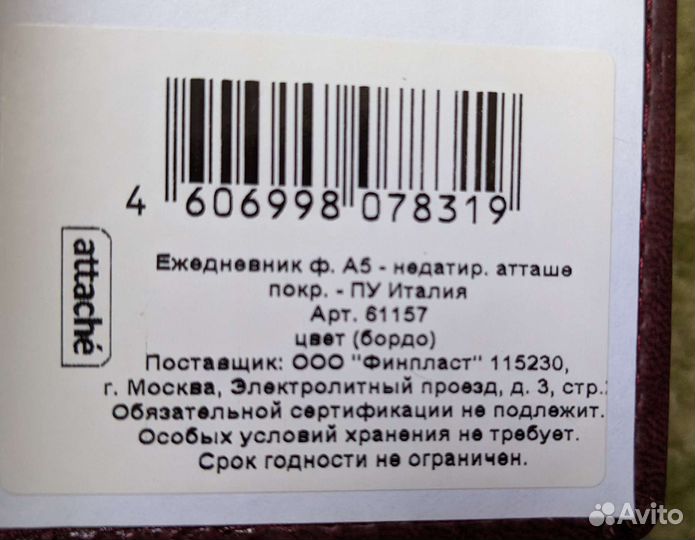 4 606998 078319
attaché
Ежедневник ф. А5 - недатир. атташе
покр. - ПУ Италия
Арт. 61157
цвет (бордо)
Поставщик: ООО "Финпласт" 115230,
г. Москва, Электролитный проезд, д. 3, стр.
Обязательной сертификации не подлежит.
Особых условий хранения не требует.
Срок годности не ограничен.
Avito